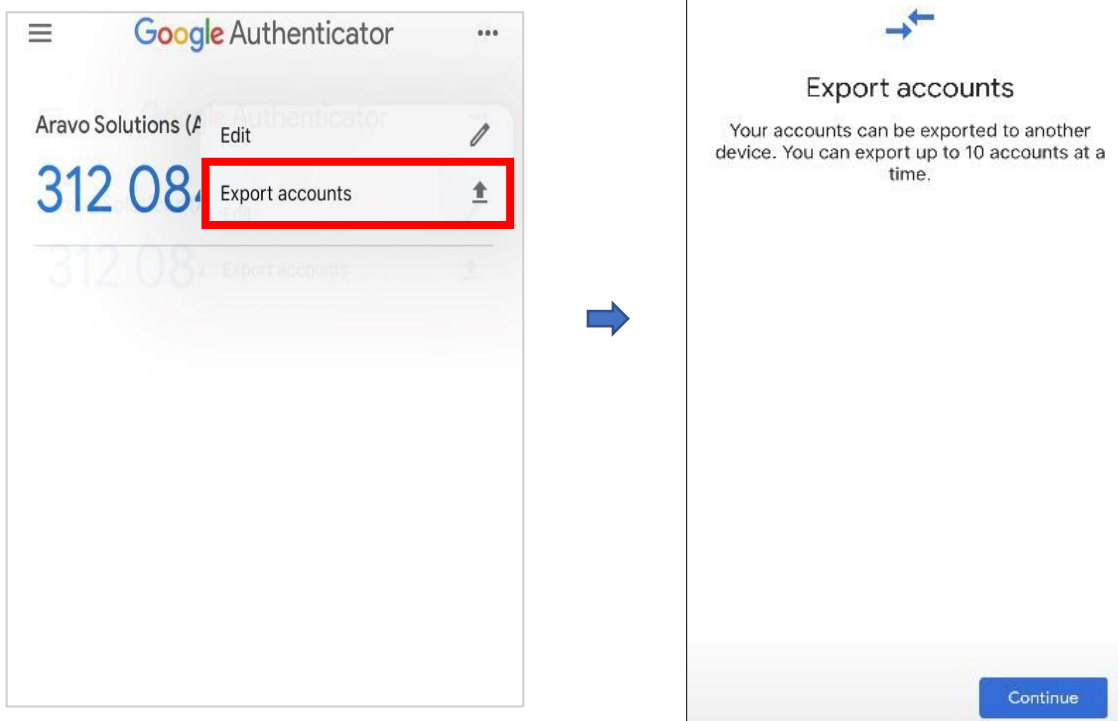 Google Authenticator
Aravo Solutions (A
Edit
312 084
Export accounts
Export accounts
Your accounts can be exported to another
device. You can export up to 10 accounts at a
time.
Continue